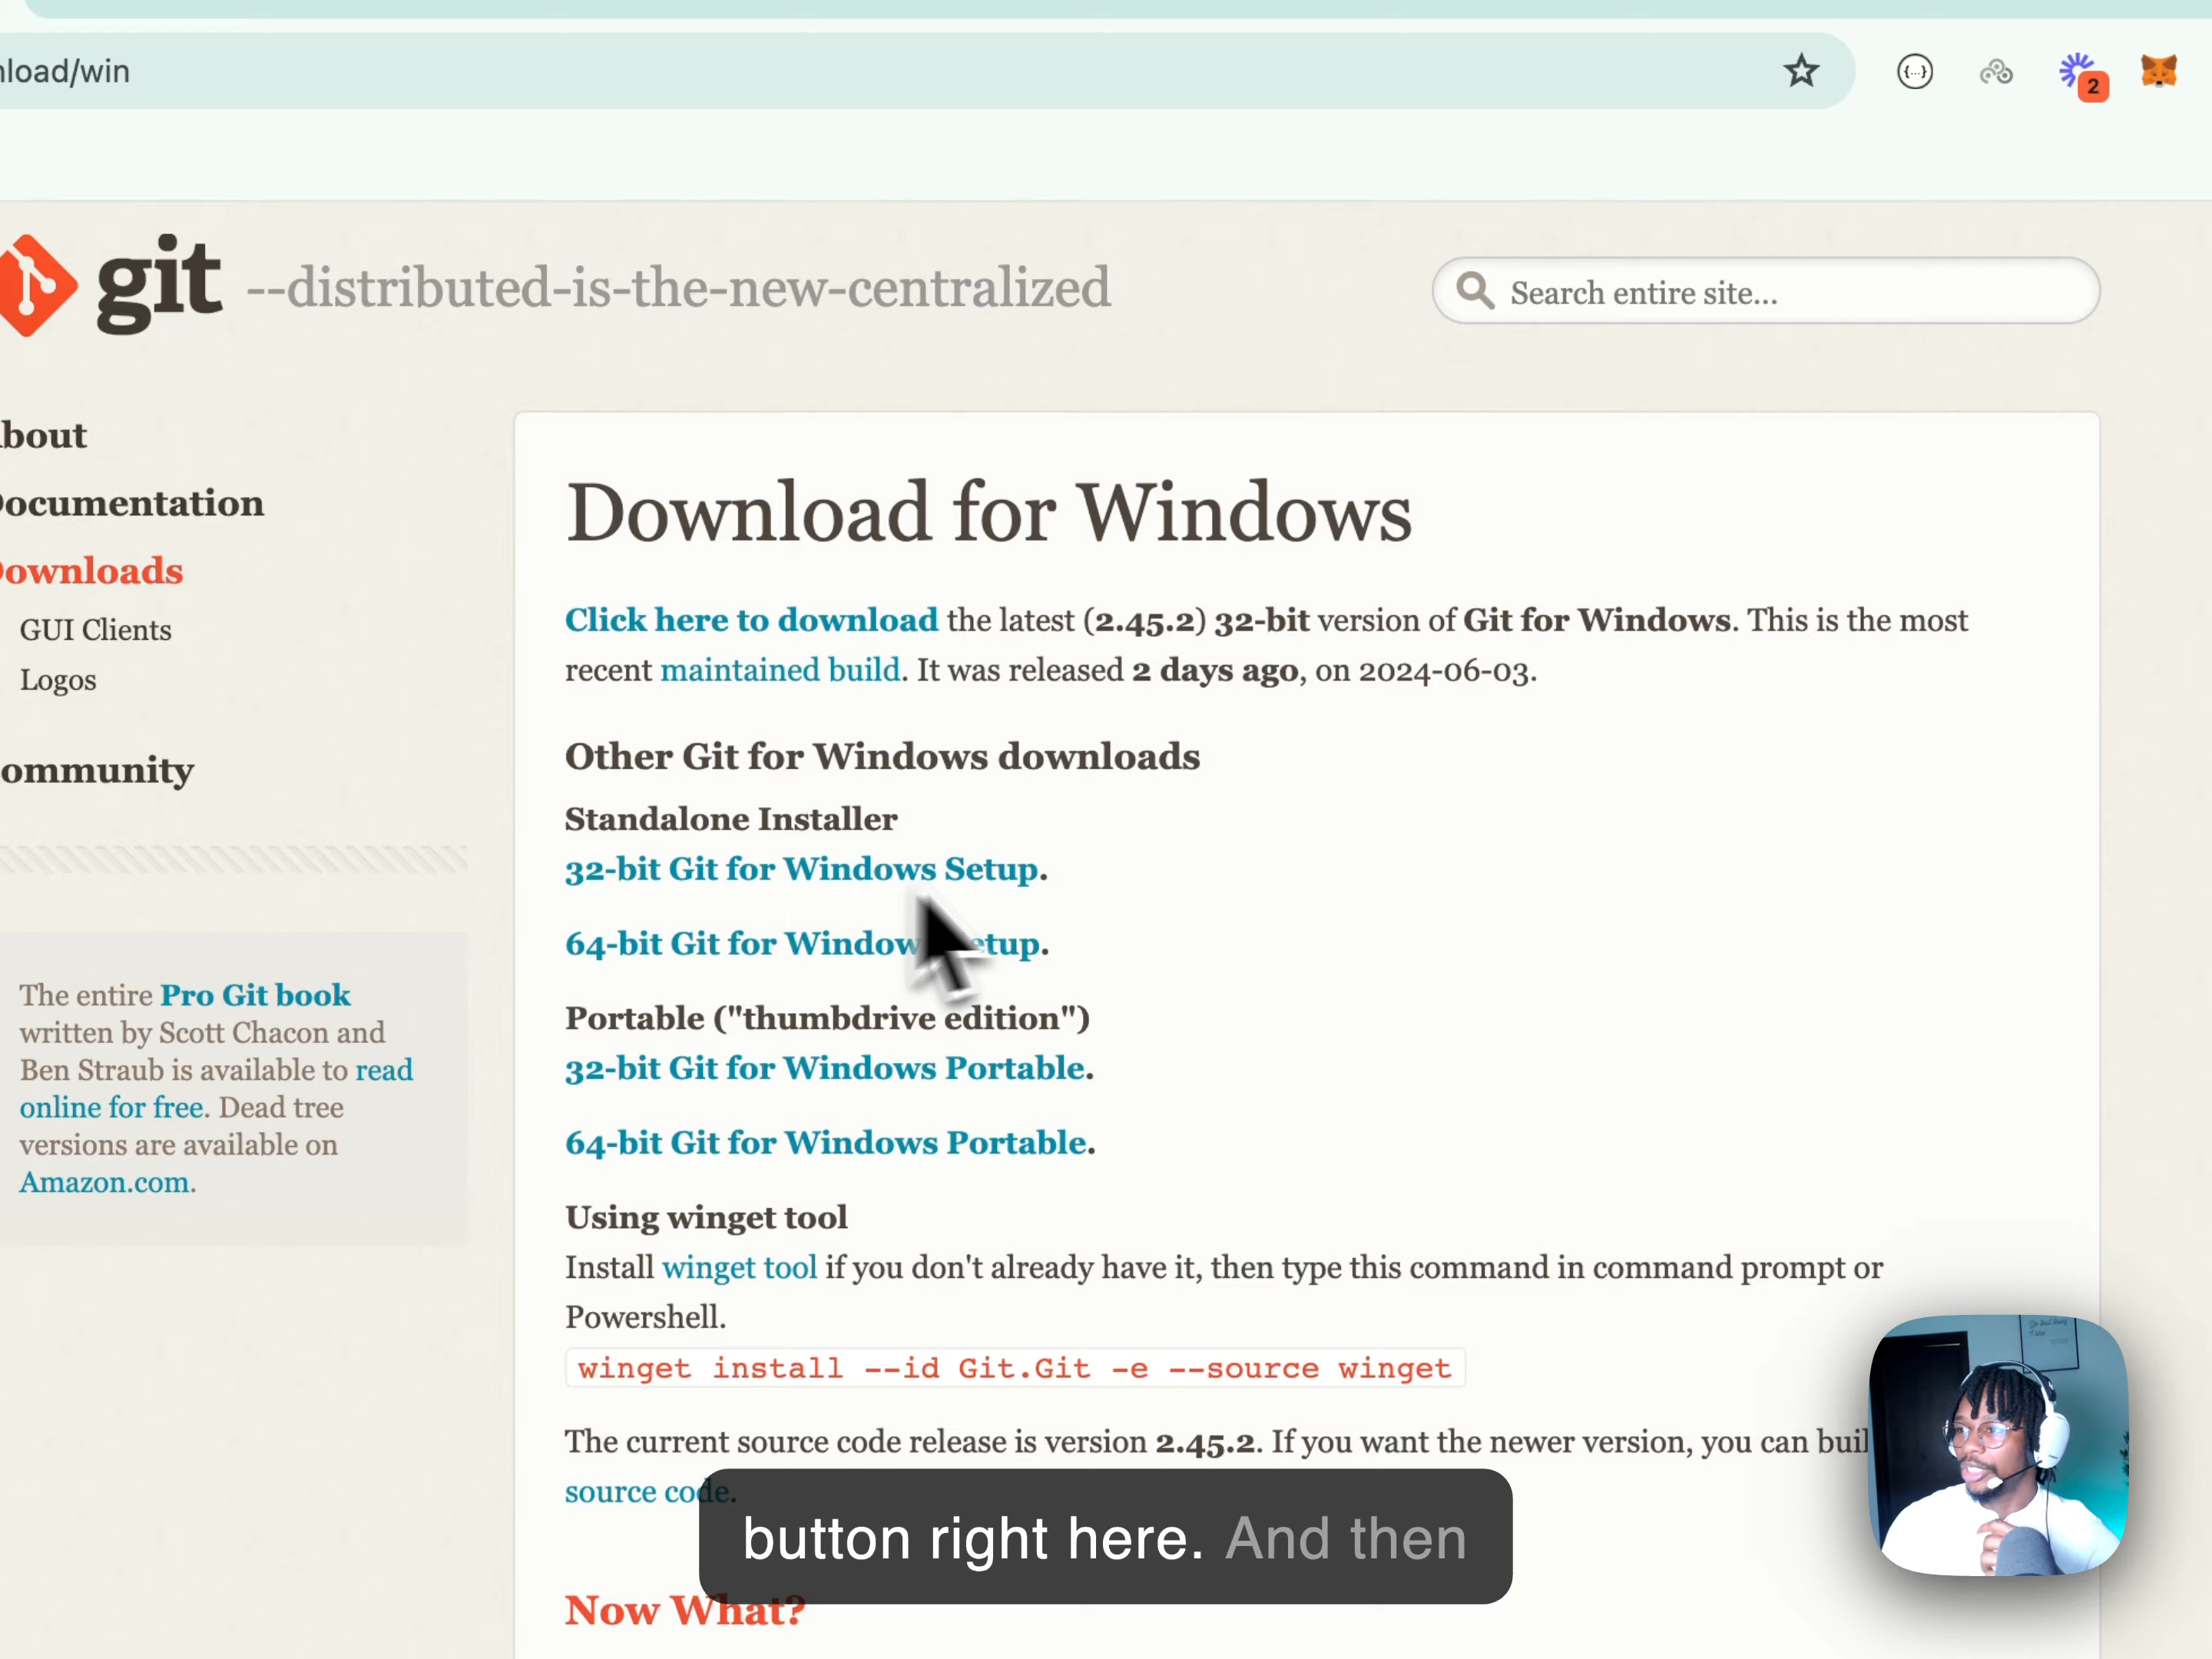 nload/win
{...}
2
git --distributed-is-the-new-centralized
Search entire site...
bout
ocumentation
ownloads
GUI Clients
Logos
ommunity
The entire Pro Git book
written by Scott Chacon and
Ben Straub is available to read
online for free. Dead tree
versions are available on
Amazon.com.
Download for Windows
Click here to download the latest (2.45.2) 32-bit version of Git for Windows. This is the most
recent maintained build. It was released 2 days ago, on 2024-06-03.
Other Git for Windows downloads
Standalone Installer
32-bit Git for Windows Setup.
64-bit Git for Window etup.
Portable ("thumbdrive edition")
32-bit Git for Windows Portable.
64-bit Git for Windows Portable.
Using winget tool
Install winget tool if you don't already have it, then type this command in command prompt or
Powershell.
winget install --id Git.Git -e --source winget
The current source code release is version 2.45.2. If you want the newer version, you can buil
source code.
button right here. And then
Now What?